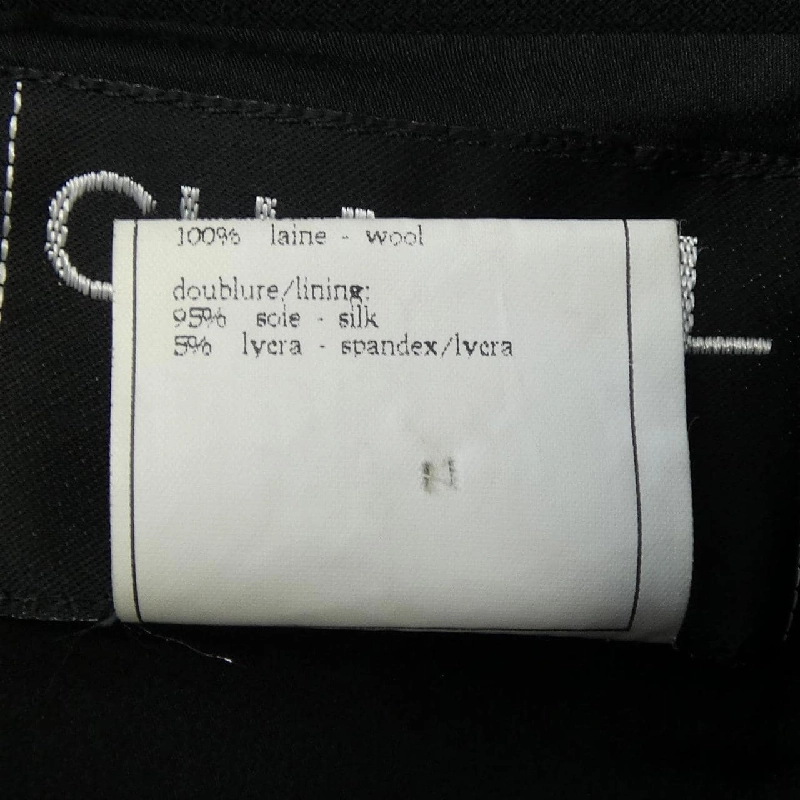 100% laine - wool
doublure/lining:
95% soie - silk
5% lycra - spandex/lycra